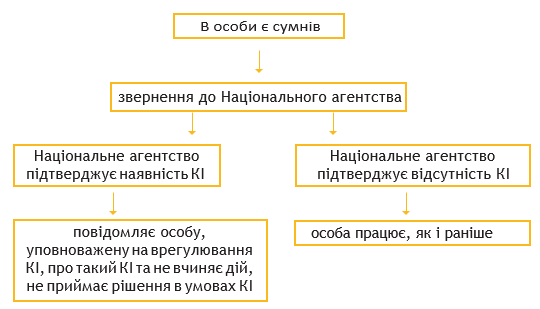 В особи є сумнів
звернення до Національного агентства
Національне агентство
підтверджує наявність КІ
Національне агентство
підтверджує відсутність КІ
повідомляє особу,
уповноважену на врегулювання
КІ, про такий КІ та не вчиняє дій,
не приймає рішення в умовах КІ
особа працює, як і раніше